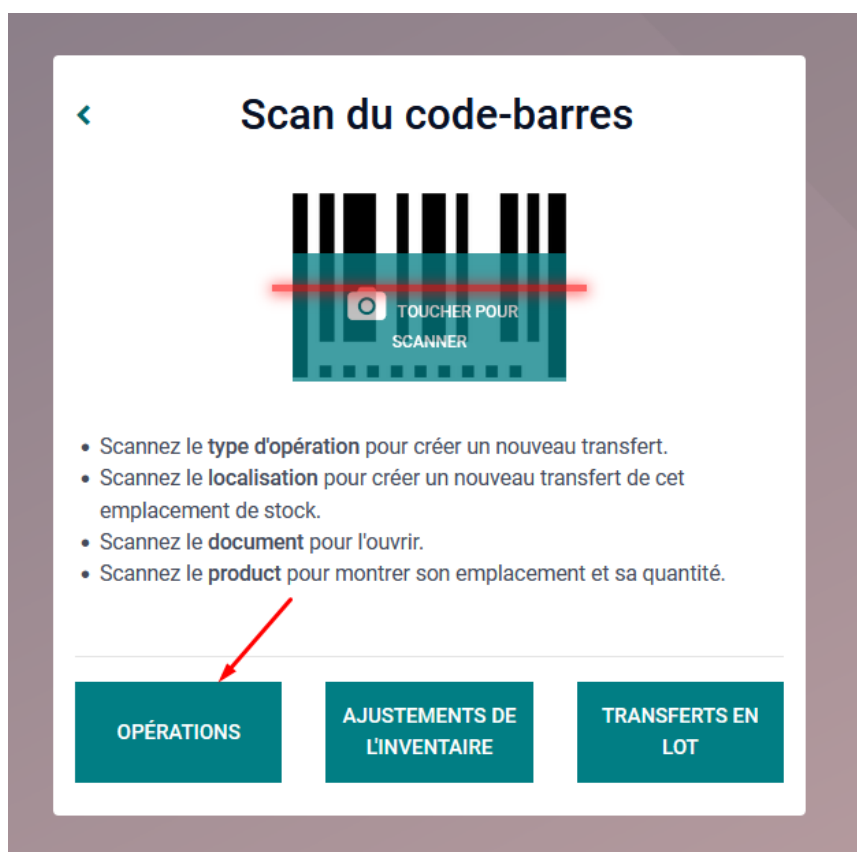 Scan du code-barres
TOUCHER POUR
SCANNER
• Scannez le type d'opération pour créer un nouveau transfert.
• Scannez le localisation pour créer un nouveau transfert de cet
emplacement de stock.
• Scannez le document pour l'ouvrir.
• Scannez le product pour montrer son emplacement et sa quantité.
OPÉRATIONS
AJUSTEMENTS DE
L'INVENTAIRE
TRANSFERTS EN
LOT